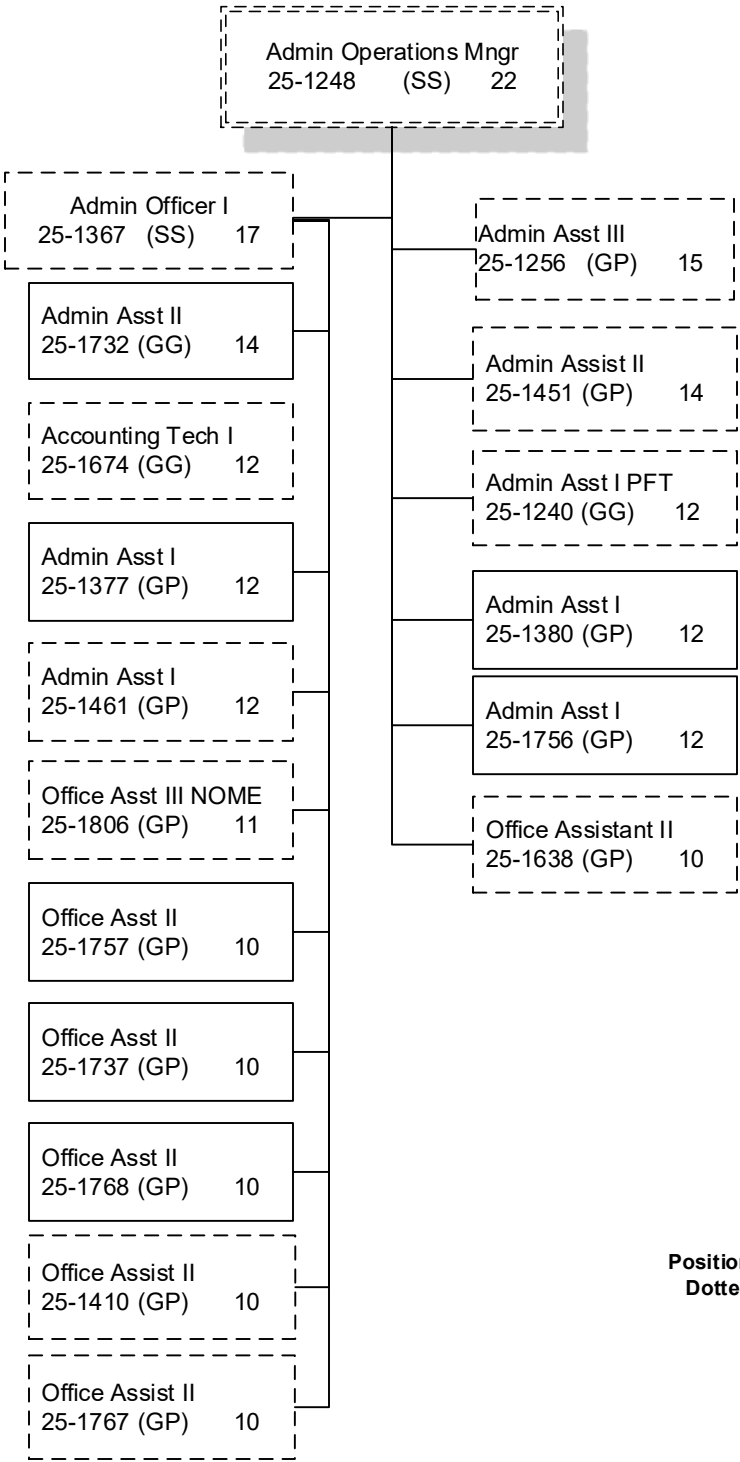 Admin Operations Mngr
25-1248 (SS) 22
Admin Officer I
25-1367 (SS) 17
Admin Asst II
25-1732 (GG) 14
Accounting Tech I
25-1674 (GG) 12
Admin Asst I
25-1377 (GP) 12
Admin Asst I
25-1461 (GP) 12
Office Asst III NOME
25-1806 (GP) 11
Office Asst II
25-1757 (GP) 10
Office Asst II
25-1737 (GP) 10
Office Asst II
25-1768 (GP) 10
Office Assist II
25-1410 (GP) 10
Office Assist II
25-1767 (GP) 10
Admin Asst III
25-1256 (GP) 15
Admin Assist II
25-1451 (GP) 14
Admin Asst I PFT
25-1240 (GG) 12
Admin Asst I
25-1380 (GP) 12
Admin Asst I
25-1756 (GP) 12
Office Assistant II
25-1638 (GP) 10
Position
Dotte